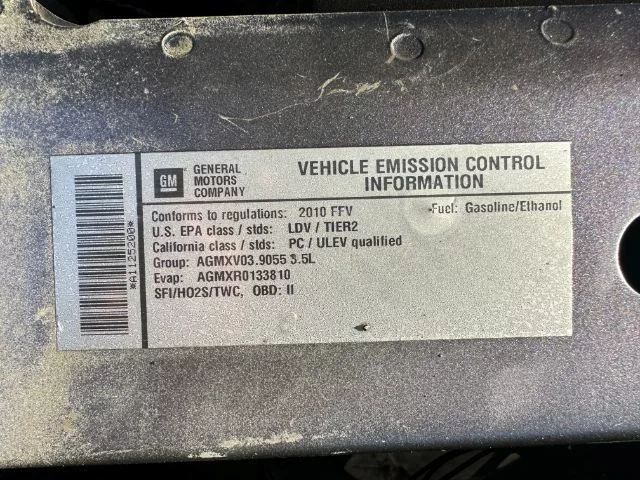 GM
GENERAL
MOTORS
COMPANY
VEHICLE EMISSION CONTROL
INFORMATION
Conforms to regulations: 2010 FFV Fuel: Gasoline/Ethanol
U.S. EPA class / stds: LDV / TIER2
California class / stds: PC / ULEV qualified
Group: AGMXV03.9055 3.5L
Evap: AGMXR0133810
SFI/HO2S/TWC, OBD: II
*A1125200*